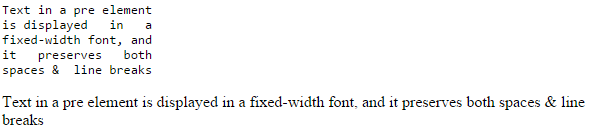 Text in a pre element
is displayed   in   a
fixed-width font, and
it   preserves   both
spaces &  line breaks
Text in a pre element is displayed in a fixed-width font, and it preserves both spaces & line
breaks